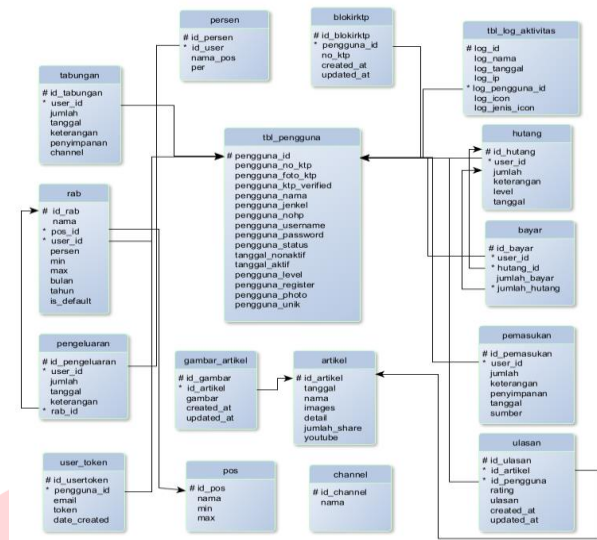 persen
# id_persen
* id_user
nama_pos
per
blokirktp
# id_blokirktp
* pengguna_id
no_ktp
created_at
updated_at
tbl_log_aktivitas
# log_id
log_nama
log_tanggal
log_ip
* log_pengguna_id
log_icon
log_jenis_icon
tabungan
# id_tabungan
* user_id
jumlah
tanggal
keterangan
penyimpanan
channel
tbl_pengguna
# pengguna_id
pengguna_no_ktp
pengguna_foto_ktp
pengguna_ktp_verified
pengguna_nama
pengguna_jenkel
pengguna_nohp
pengguna_username
pengguna_password
pengguna_status
tanggal_nonaktif
tanggal_aktif
pengguna_level
pengguna_register
pengguna_photo
pengguna_unik
hutang
# id_hutang
* user_id
jumlah
keterangan
level
tanggal
rab
# id_rab
nama
* pos_id
* user_id
persen
min
max
bulan
tahun
is_default
bayar
# id_bayar
* user_id
* hutang_id
jumlah_bayar
* jumlah_hutang
pengeluaran
# id_pengeluaran
* user_id
jumlah
tanggal
keterangan
* rab_id
gambar_artikel
# id_gambar
* id_artikel
gambar
created_at
updated_at
artikel
# id_artikel
tanggal
nama
images
detail
jumlah_share
youtube
pemasukan
# id_pemasukan
* user_id
jumlah
keterangan
penyimpanan
tanggal
sumber
user_token
# id_usertoken
* pengguna_id
email
token
date_created
pos
# id_pos
nama
min
max
channel
# id_channel
nama
ulasan
# id_ulasan
* id_artikel
* id_pengguna
rating
ulasan
created_at
updated_at